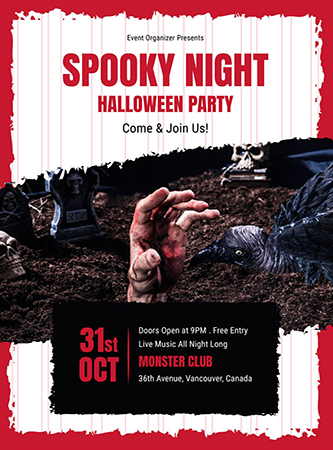 Event Organizer Presents
SPOOKY NIGHT
HALLOWEEN PARTY
Come & Join Us!
31st
OCT
Doors Open at 9PM . Free Entry
Live Music All Night Long
MONSTER CLUB
36th Avenue, Vancouver, Canada